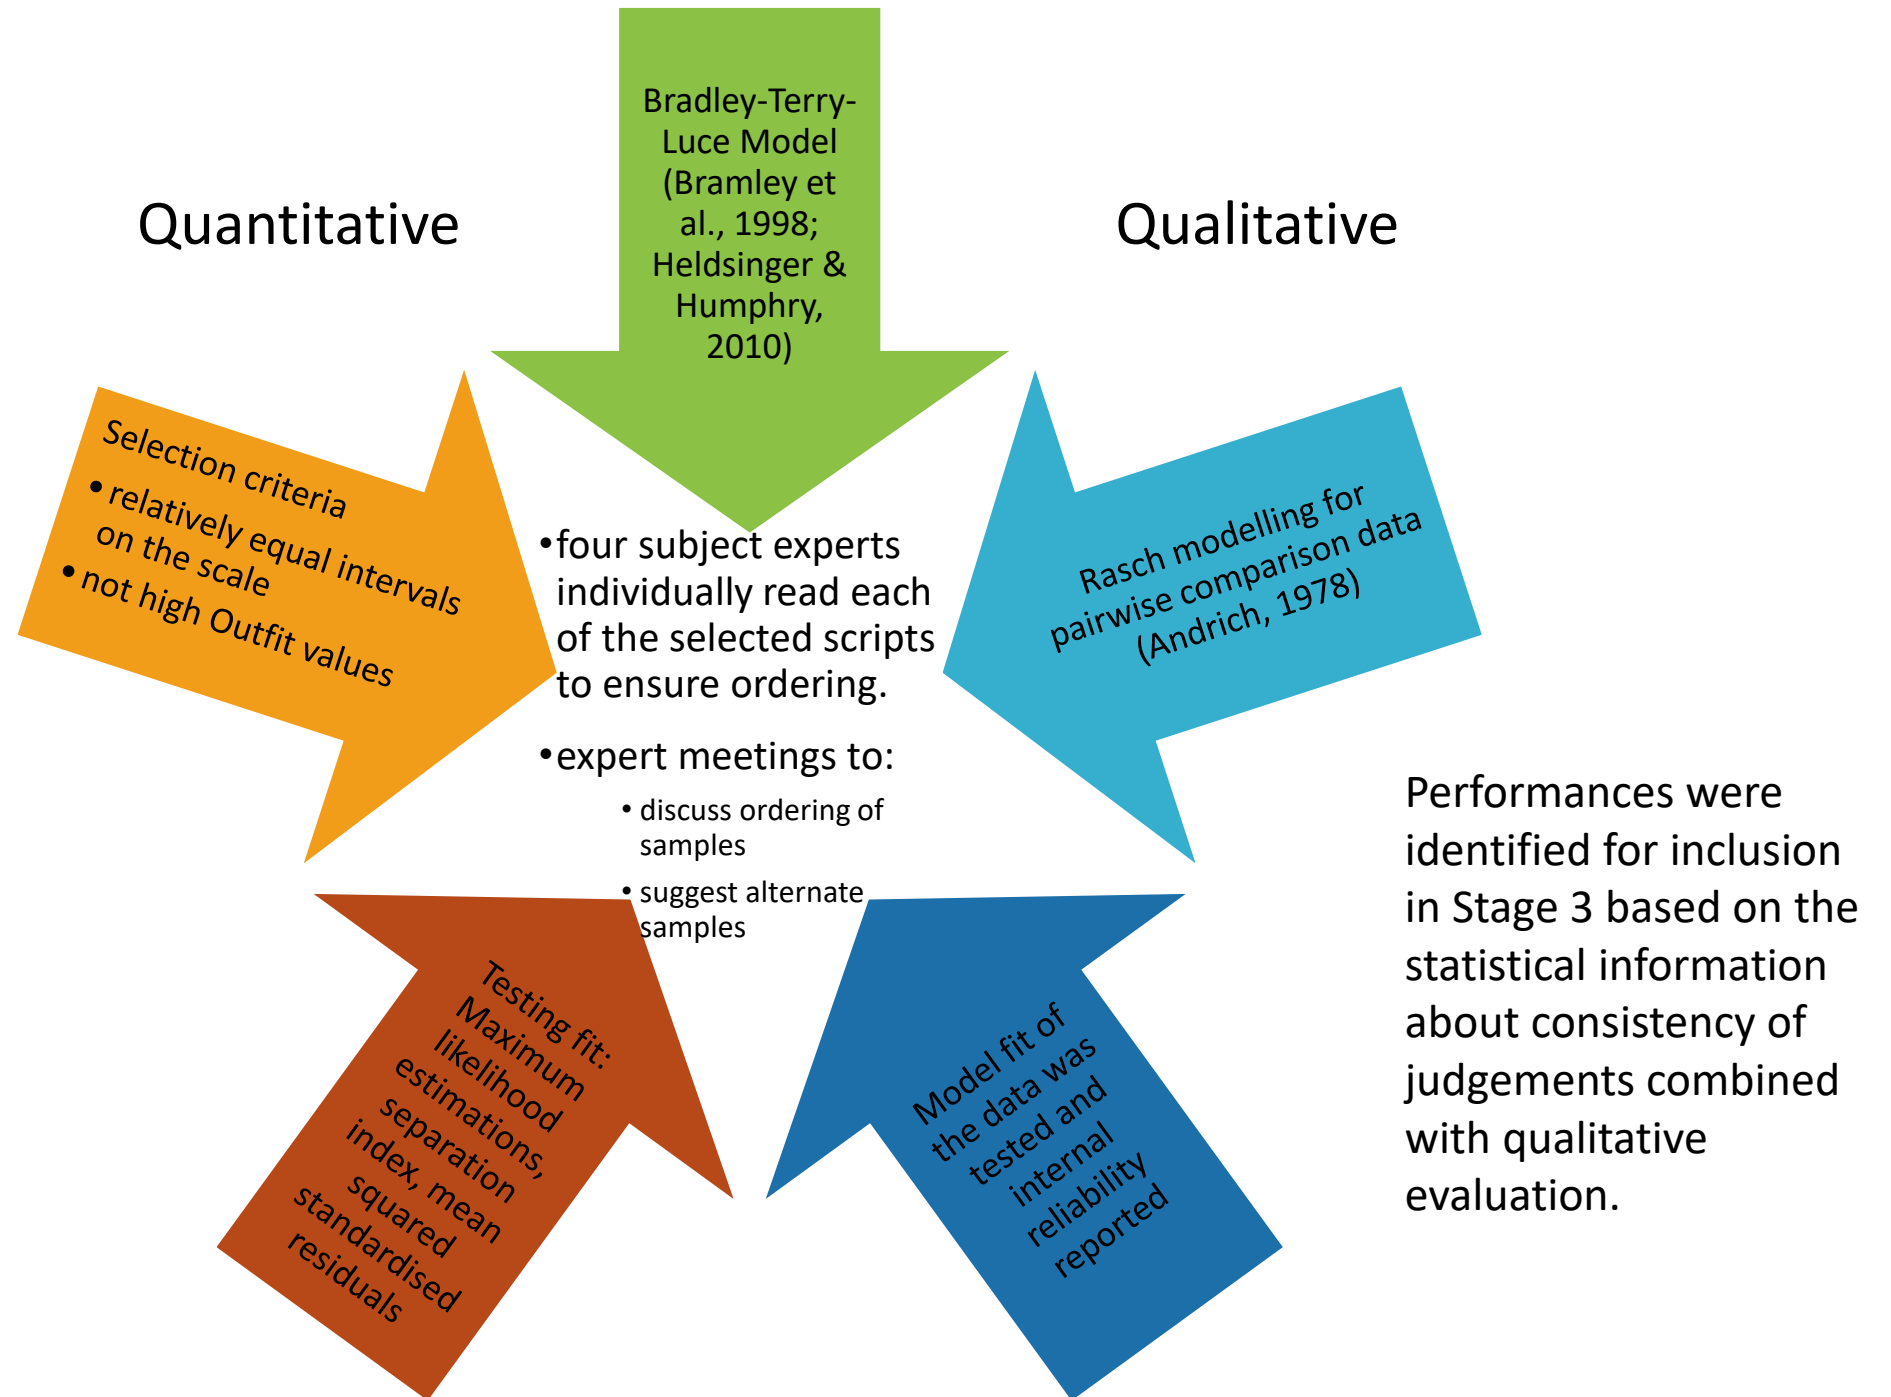 Bradley-Terry-
Luce Model
(Bramley et
al., 1998;
Heldsinger &
Humphry,
2010)
Quantitative
Qualitative
Selection criteria
• relatively equal intervals
on the scale
• not high Outfit values
Rasch modelling for
pairwise comparison data
(Andrich, 1978)
• four subject experts
individually read each
of the selected scripts
to ensure ordering.
• expert meetings to:
• discuss ordering of
samples
• suggest alternate
samples
Testing fit:
Maximum
likelihood
estimations,
separation
index, mean
squared
standardised
residuals
Model fit of
the data was
tested and
internal
reliability
reported
Performances were
identified for inclusion
in Stage 3 based on the
statistical information
about consistency of
judgements combined
with qualitative
evaluation.